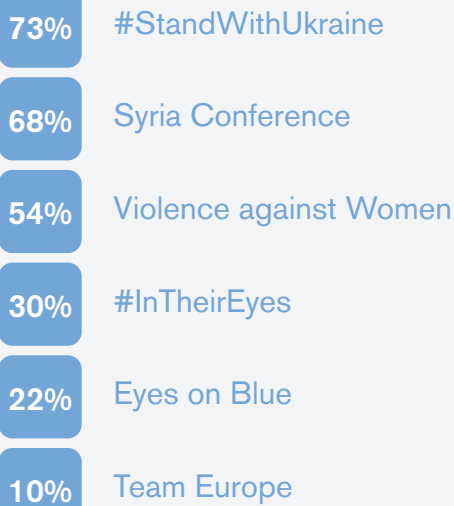 73% #StandWithUkraine
68% Syria Conference
54% Violence against Women
30% #InTheirEyes
22% Eyes on Blue
10% Team Europe